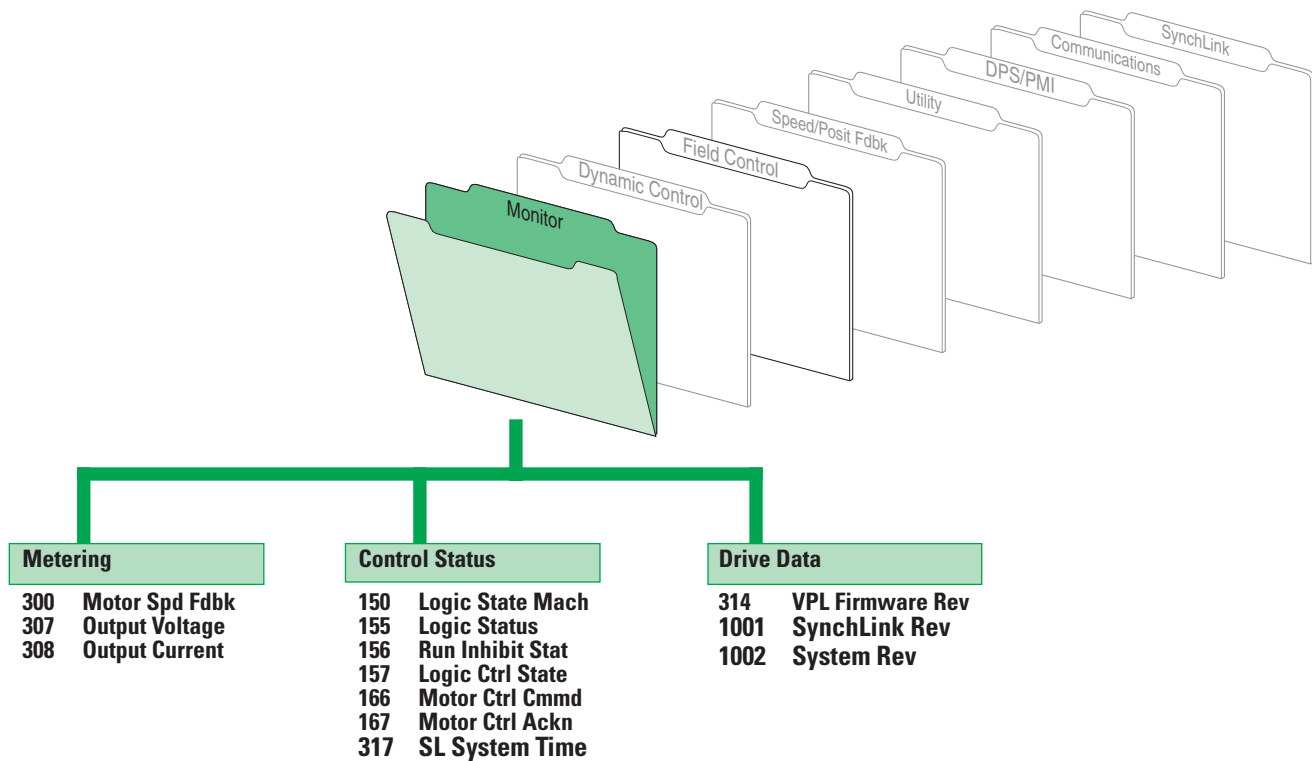 SynchLink
Communications
DPS/PMI
Utility
Speed/Posit Fdbk
Field Control
Dynamic Control
Monitor
Metering
300 Motor Spd Fdbk
307 Output Voltage
308 Output Current
Control Status
150 Logic State Mach
155 Logic Status
156 Run Inhibit Stat
157 Logic Ctrl State
166 Motor Ctrl Cmmd
167 Motor Ctrl Ackn
317 SL System Time
Drive Data
314 VPL Firmware Rev
1001 SynchLink Rev
1002 System Rev